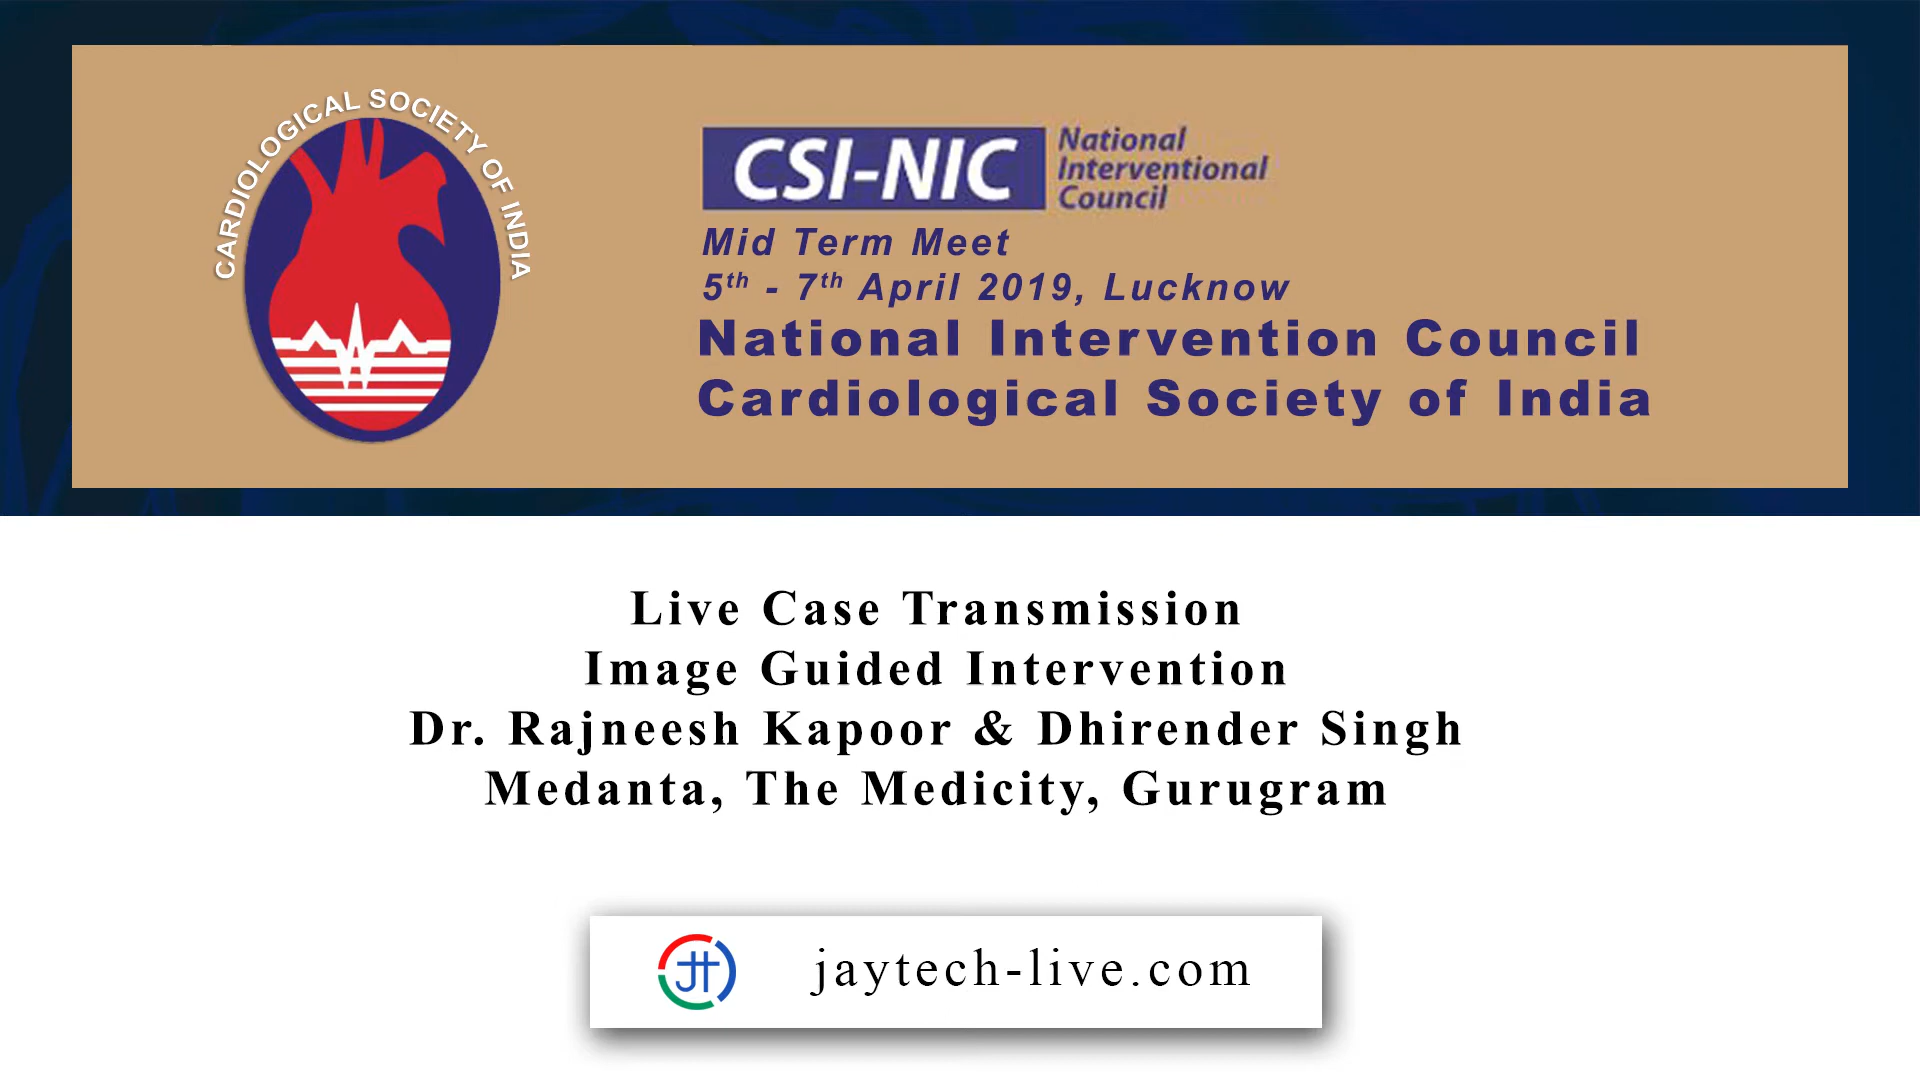 CARDIOLOGICAL SOCIETY OF INDIA
CSI-NIC
National
Interventional
Council
Mid Term Meet
5th - 7th April 2019, Lucknow
National Intervention Council
Cardiological Society of India
Live Case Transmission
Image Guided Intervention
Dr. Rajneesh Kapoor & Dhirender Singh
Medanta, The Medicity, Gurugram
jaytech-live.com